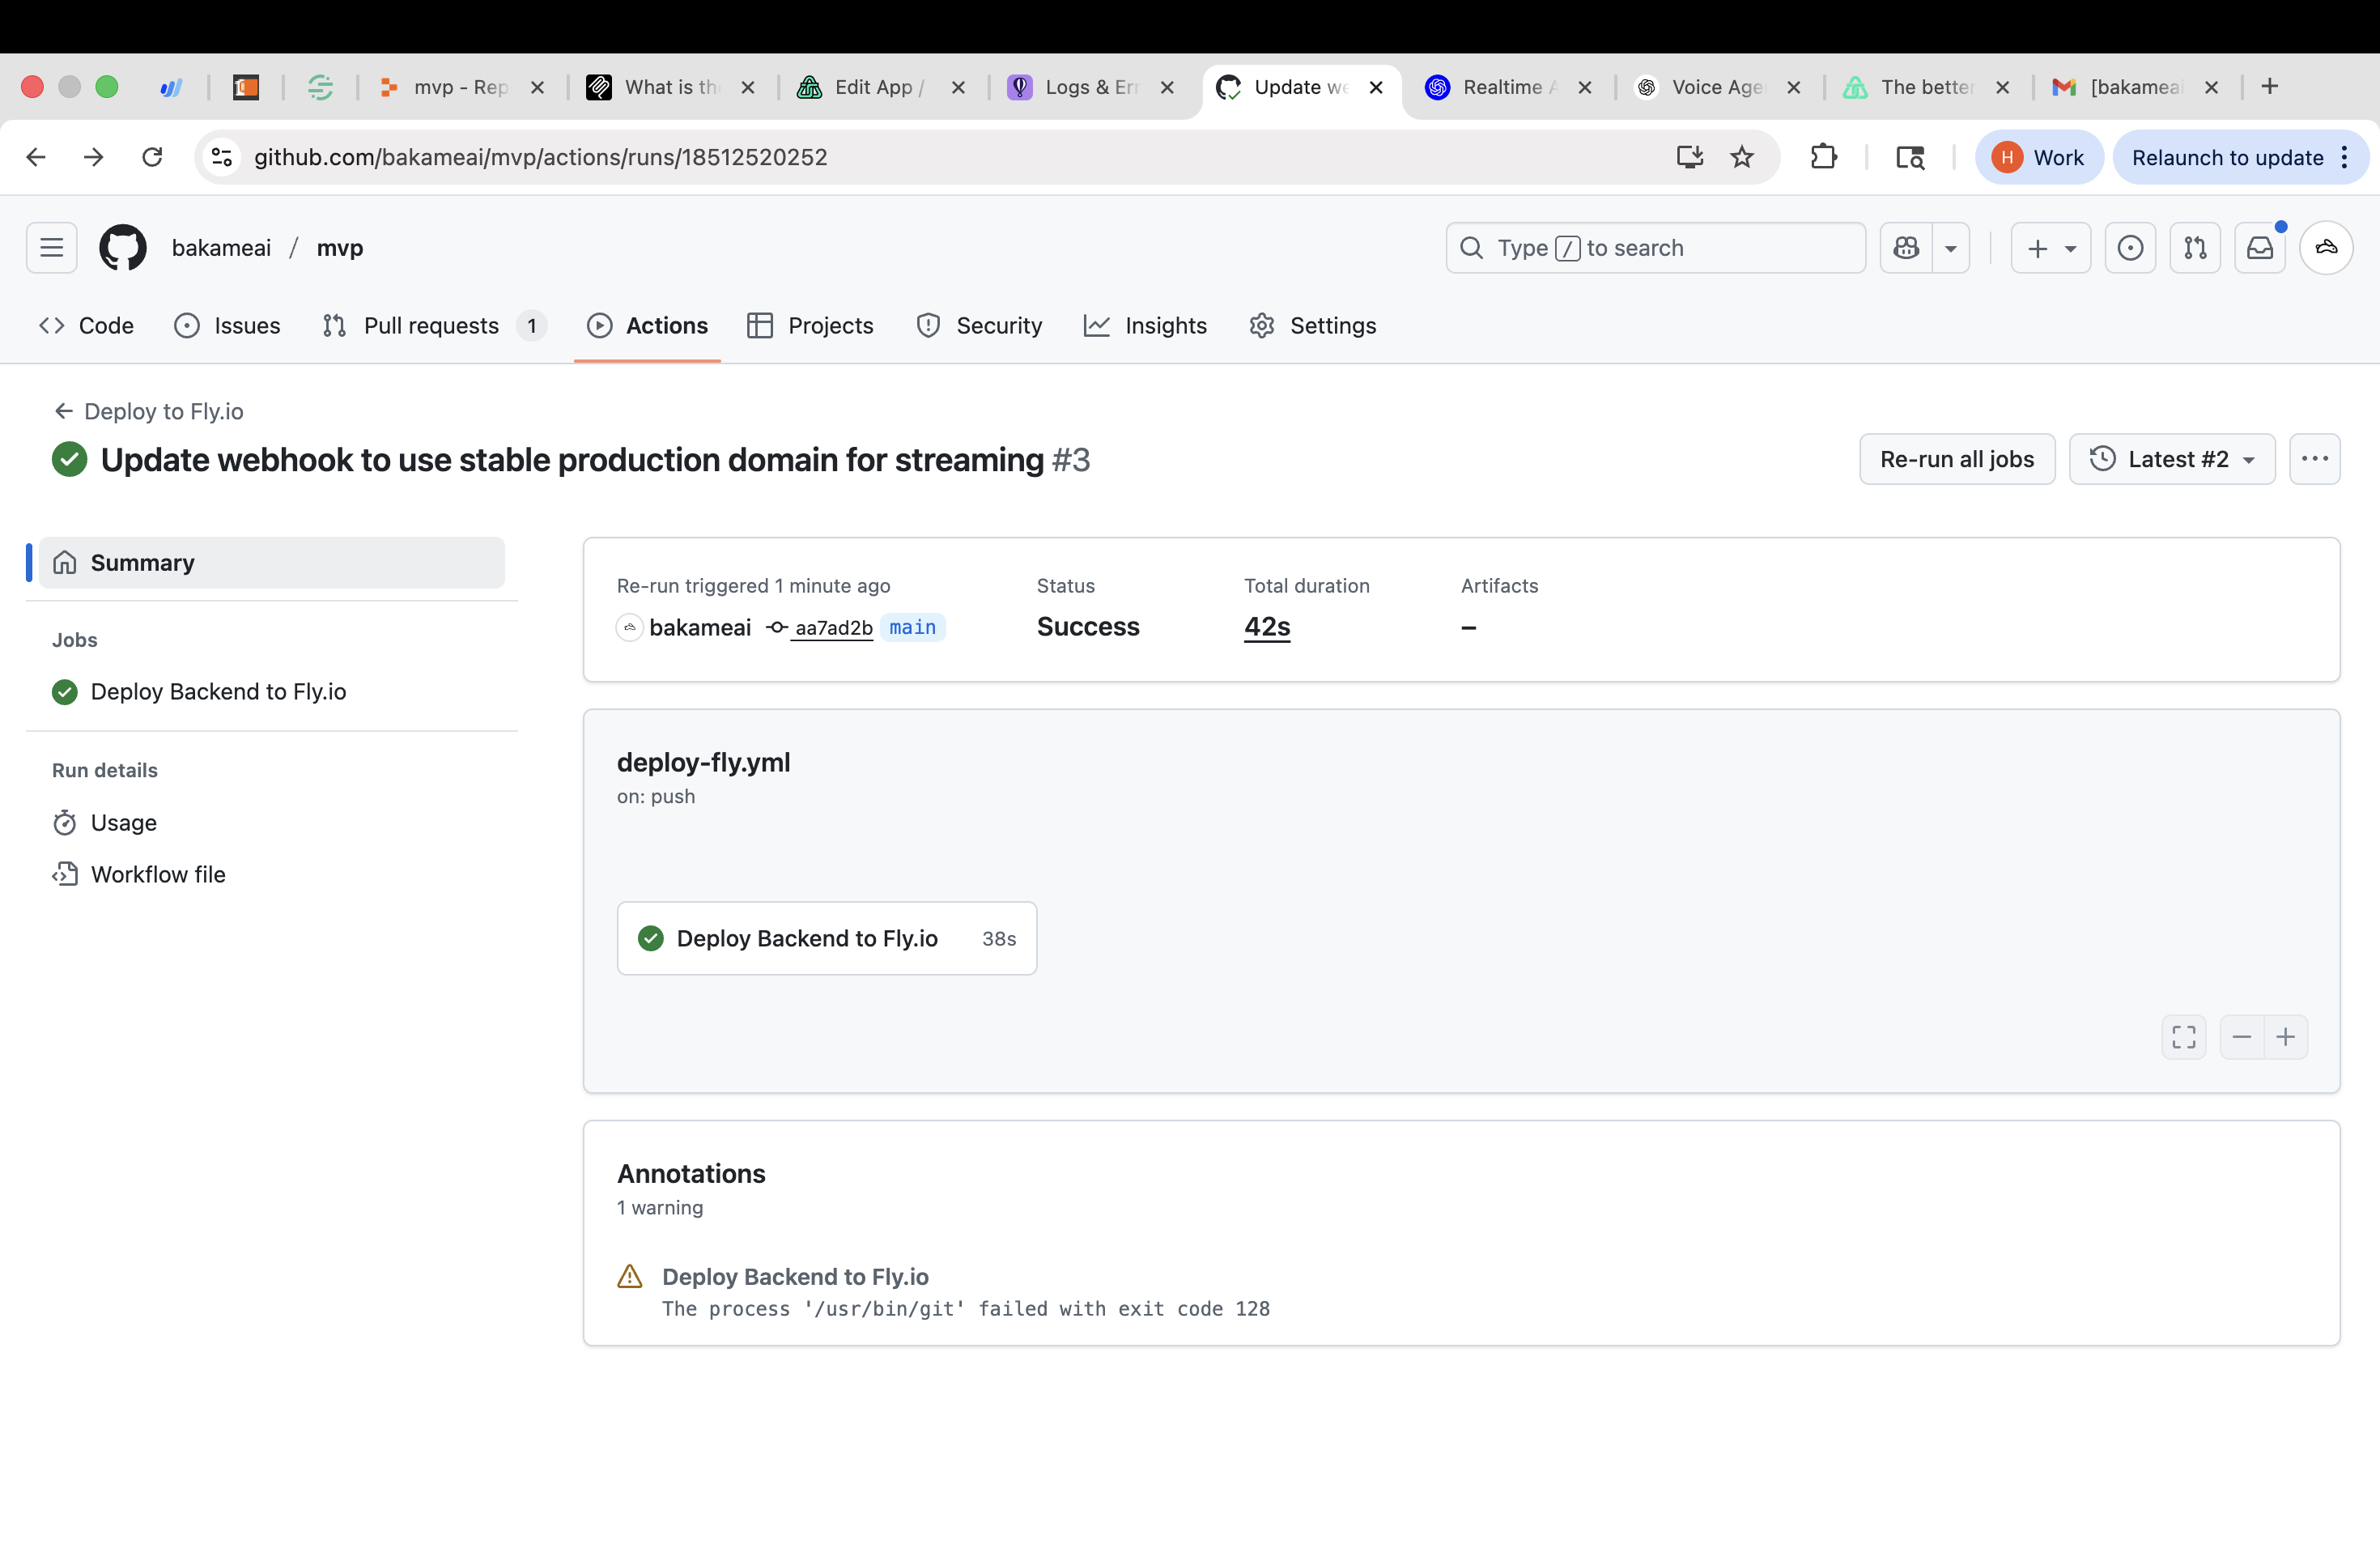 mvp - Rep
What is th
Edit App /
Logs & Err
Update we
Realtime A
Voice Age
The better
[bakameai
github.com/bakameai/mvp/actions/runs/18512520252
H Work
Relaunch to update
bakameai / mvp
Type / to search
Code
Issues
Pull requests 1
Actions
Projects
Security
Insights
Settings
Deploy to Fly.io
Update webhook to use stable production domain for streaming #3
Re-run all jobs
Latest #2
Summary
Jobs
Deploy Backend to Fly.io
Run details
Usage
Workflow file
Re-run triggered 1 minute ago
bakameai aa7ad2b main
Status
Success
Total duration
42s
Artifacts
–
deploy-fly.yml
on: push
Deploy Backend to Fly.io 38s
Annotations
1 warning
Deploy Backend to Fly.io
The process '/usr/bin/git' failed with exit code 128